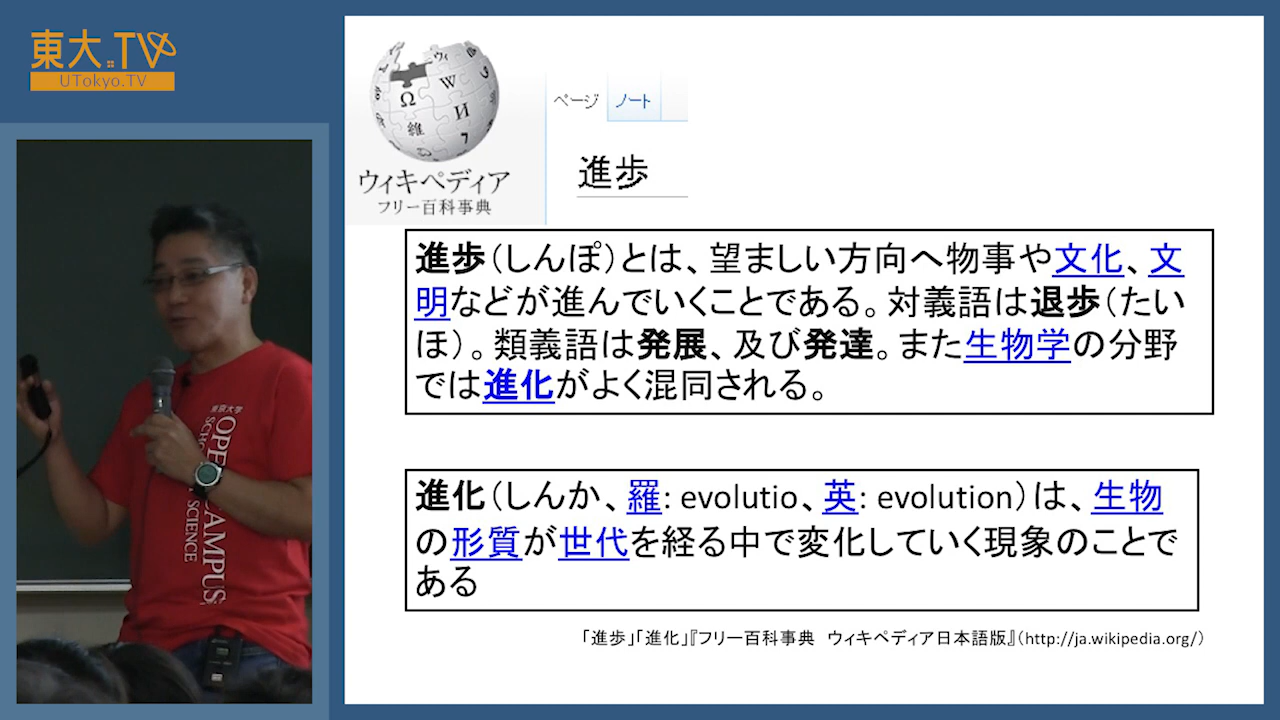 東大.TV
UTokyo.TV
東京大学
OPEN CAMPUS
SCIENCE
ページ ノート
進歩
ウィキペディア
フリー百科事典
進歩(しんぽ)とは、望ましい方向へ物事や文化、文
明などが進んでいくことである。対義語は退歩(たい
ほ)。類義語は発展、及び発達。また生物学の分野
では進化がよく混同される。
進化(しんか、羅: evolutio、英: evolution)は、生物
の形質が世代を経る中で変化していく現象のことで
ある
「進歩」「進化」『フリー百科事典 ウィキペディア日本語版』(http://ja.wikipedia.org/)